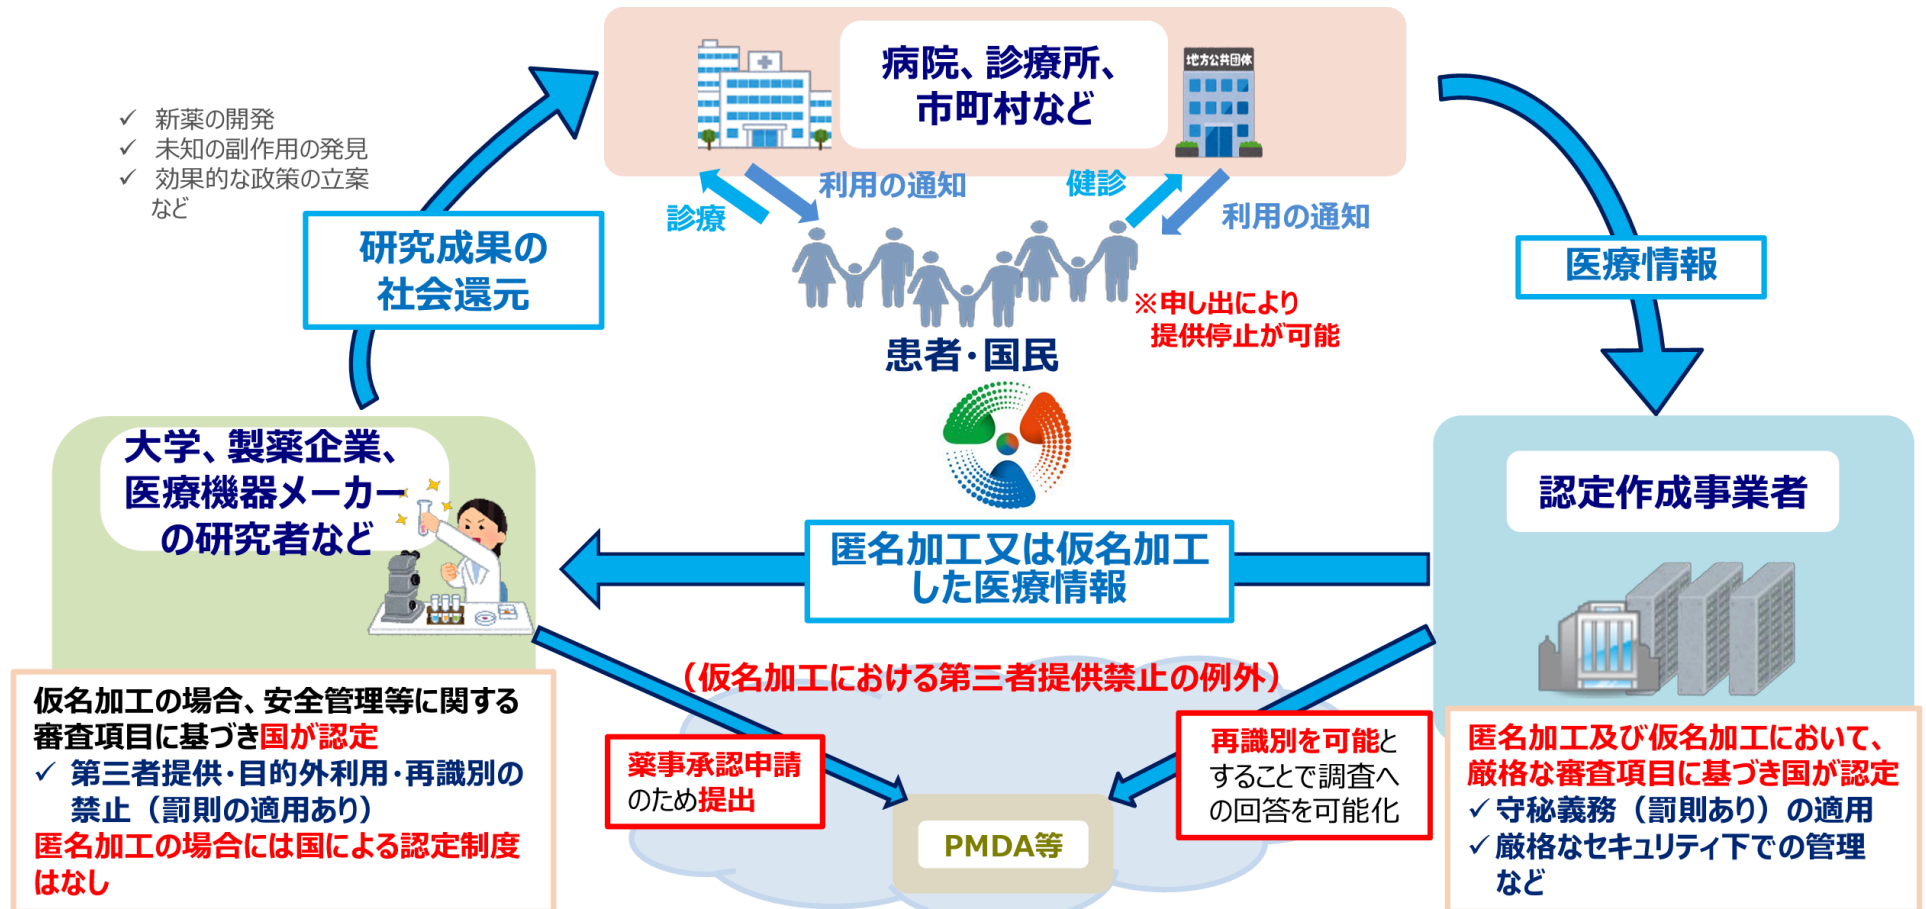 病院、診療所、
市町村など
地方公共団体
✓ 新薬の開発
✓ 未知の副作用の発見
✓ 効果的な政策の立案
など
診療
利用の通知
健診
利用の通知
研究成果の
社会還元
医療情報
※申し出により
提供停止が可能
患者・国民
大学、製薬企業、
医療機器メーカー
の研究者など
認定作成事業者
匿名加工又は仮名加工
した医療情報
(仮名加工における第三者提供禁止の例外)
仮名加工の場合、安全管理等に関する
審査項目に基づき国が認定
✓ 第三者提供・目的外利用・再識別の
禁止(罰則の適用あり)
匿名加工の場合には国による認定制度
はなし
薬事承認申請
のため提出
再識別を可能と
することで調査へ
の回答を可能化
PMDA等
匿名加工及び仮名加工において、
厳格な審査項目に基づき国が認定
✓ 守秘義務(罰則あり)の適用
✓ 厳格なセキュリティ下での管理
など